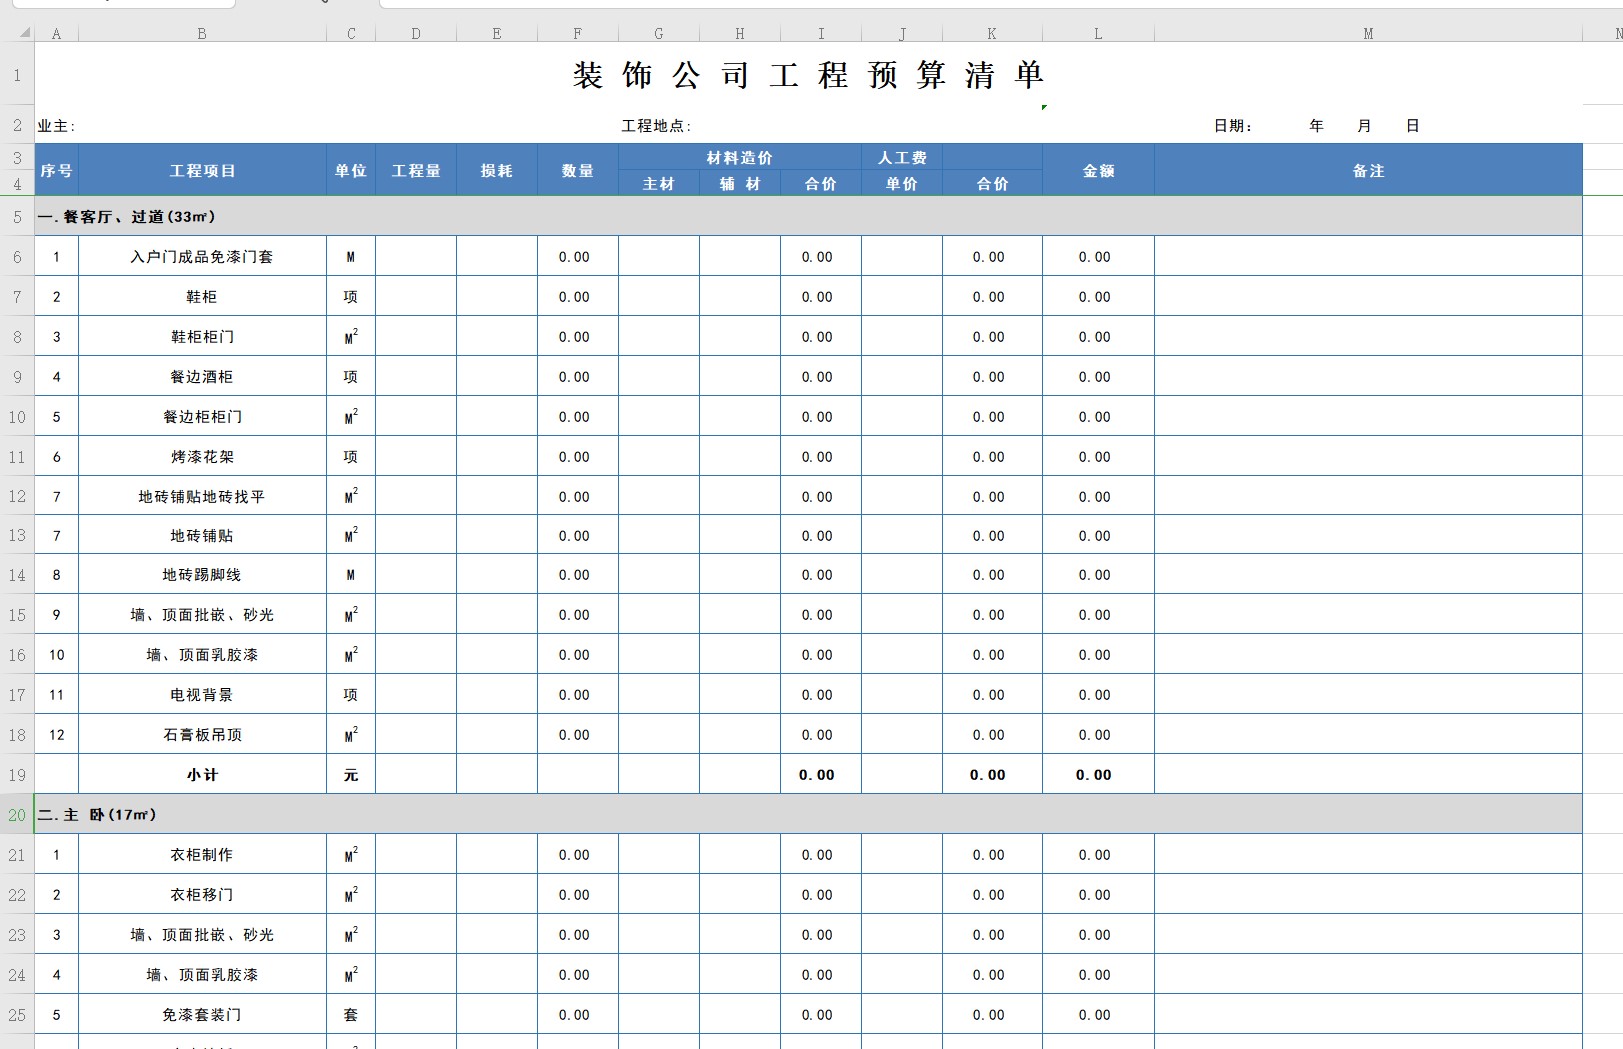 A B C D E F G H I J K L M N
1 装 饰 公 司 工 程 预 算 清 单
2 业主: 工程地点: 日期: 年 月 日
3 序号 工程项目 单位 工程量 损耗 数量 材料造价 人工费 金额 备注
4 主材 辅 材 合价 单价 合价
5 一.餐客厅、过道(33㎡)
6 1 入户门成品免漆门套 M 0.00 0.00 0.00 0.00
7 2 鞋柜 项 0.00 0.00 0.00 0.00
8 3 鞋柜柜门 M² 0.00 0.00 0.00 0.00
9 4 餐边酒柜 项 0.00 0.00 0.00 0.00
10 5 餐边柜柜门 M² 0.00 0.00 0.00 0.00
11 6 烤漆花架 项 0.00 0.00 0.00 0.00
12 7 地砖铺贴地砖找平 M² 0.00 0.00 0.00 0.00
13 7 地砖铺贴 M² 0.00 0.00 0.00 0.00
14 8 地砖踢脚线 M 0.00 0.00 0.00 0.00
15 9 墙、顶面批嵌、砂光 M² 0.00 0.00 0.00 0.00
16 10 墙、顶面乳胶漆 M² 0.00 0.00 0.00 0.00
17 11 电视背景 项 0.00 0.00 0.00 0.00
18 12 石膏板吊顶 M² 0.00 0.00 0.00 0.00
19 小计 元 0.00 0.00 0.00
20 二.主 卧(17㎡)
21 1 衣柜制作 M² 0.00 0.00 0.00 0.00
22 2 衣柜移门 M² 0.00 0.00 0.00 0.00
23 3 墙、顶面批嵌、砂光 M² 0.00 0.00 0.00 0.00
24 4 墙、顶面乳胶漆 M² 0.00 0.00 0.00 0.00
25 5 免漆套装门 套 0.00 0.00 0.00 0.00